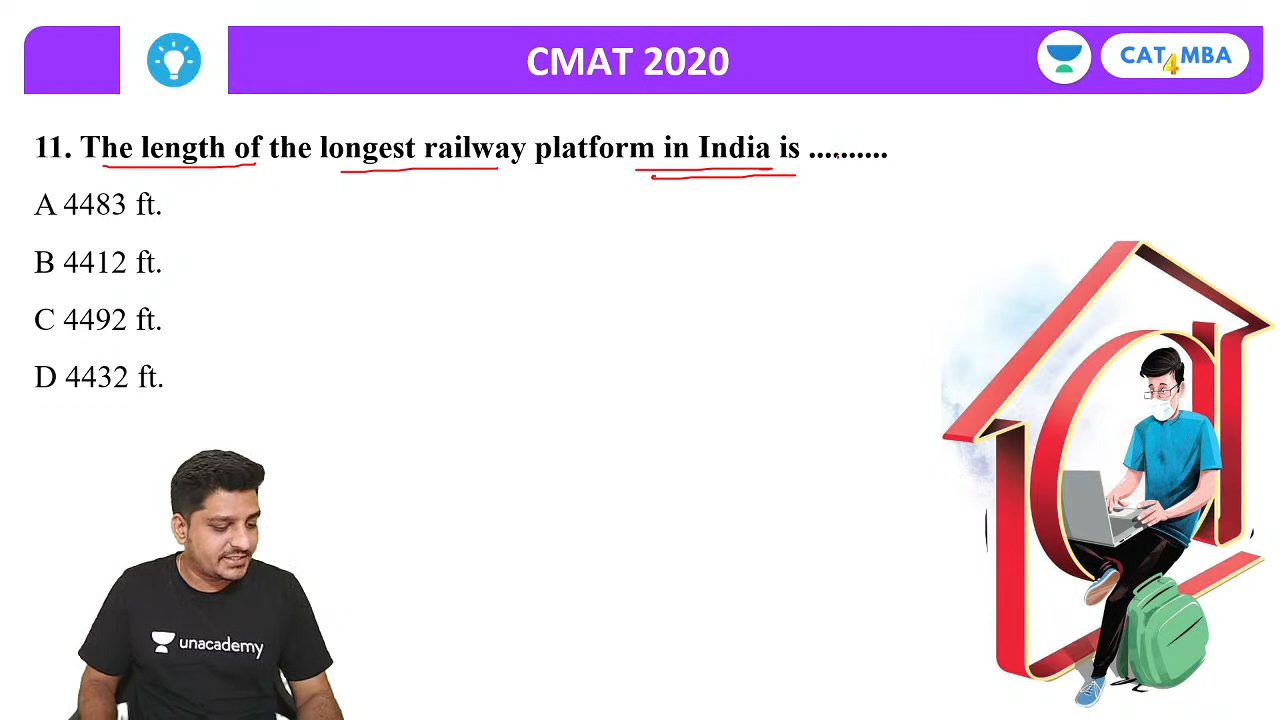 CMAT 2020
CAT4MBA
11. The length of the longest railway platform in India is ..........
A 4483 ft.
B 4412 ft.
C 4492 ft.
D 4432 ft.
unacademy